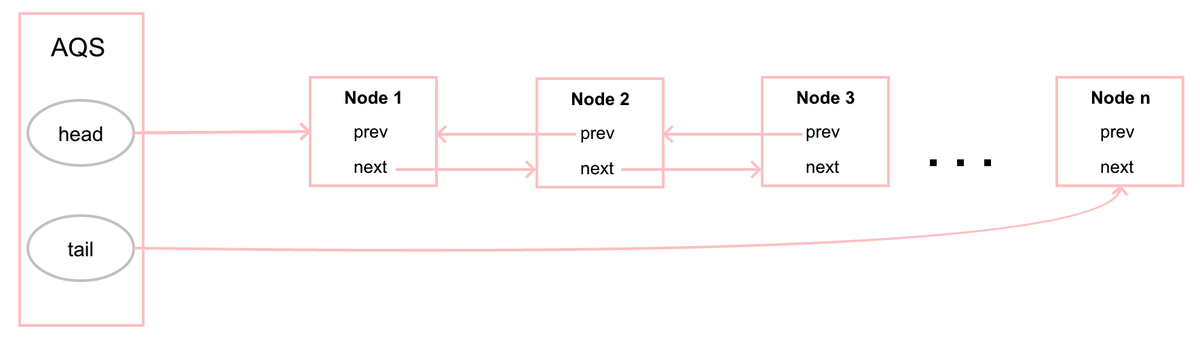 AQS
head
tail
Node 1
prev
next
Node 2
prev
next
Node 3
prev
next
. . .
Node n
prev
next